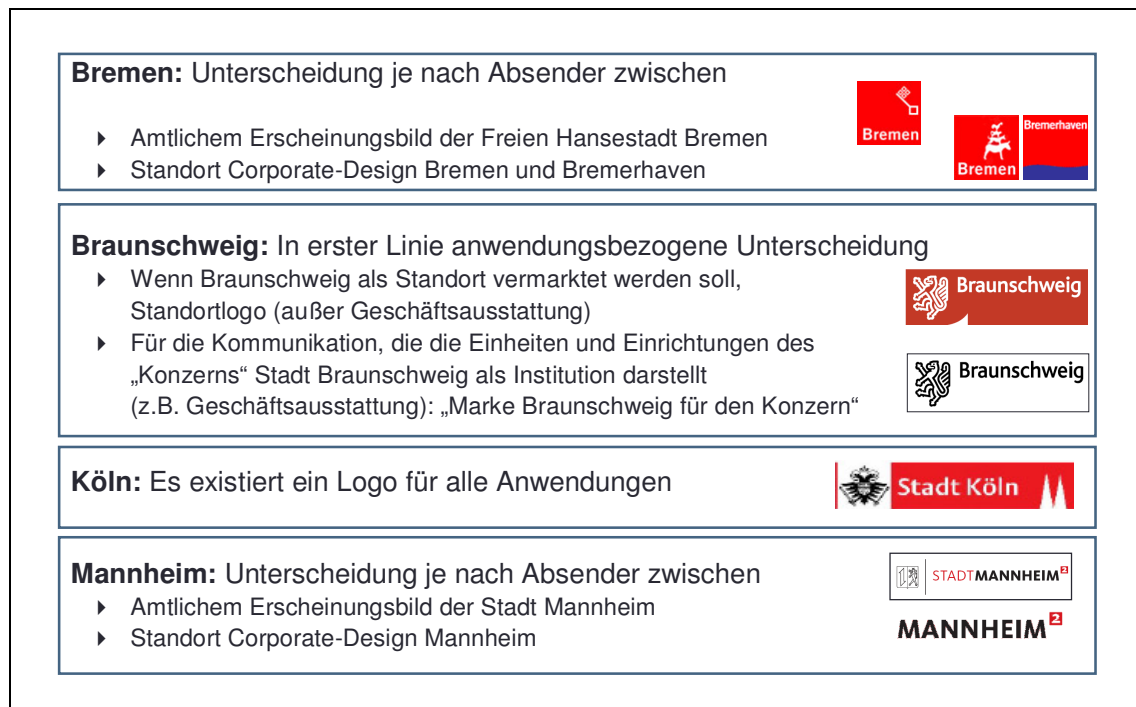 Bremen: Unterscheidung je nach Absender zwischen
Amtlichem Erscheinungsbild der Freien Hansestadt Bremen
Standort Corporate-Design Bremen und Bremerhaven
Bremen
Bremen
Bremerhaven
Braunschweig: In erster Linie anwendungsbezogene Unterscheidung
Wenn Braunschweig als Standort vermarktet werden soll,
Standortlogo (außer Geschäftsausstattung)
Für die Kommunikation, die die Einheiten und Einrichtungen des
„Konzerns“ Stadt Braunschweig als Institution darstellt
(z.B. Geschäftsausstattung): „Marke Braunschweig für den Konzern“
Braunschweig
Braunschweig
Köln: Es existiert ein Logo für alle Anwendungen
Stadt Köln
Mannheim: Unterscheidung je nach Absender zwischen
Amtlichem Erscheinungsbild der Stadt Mannheim
Standort Corporate-Design Mannheim
STADTMANNHEIM²
MANNHEIM²